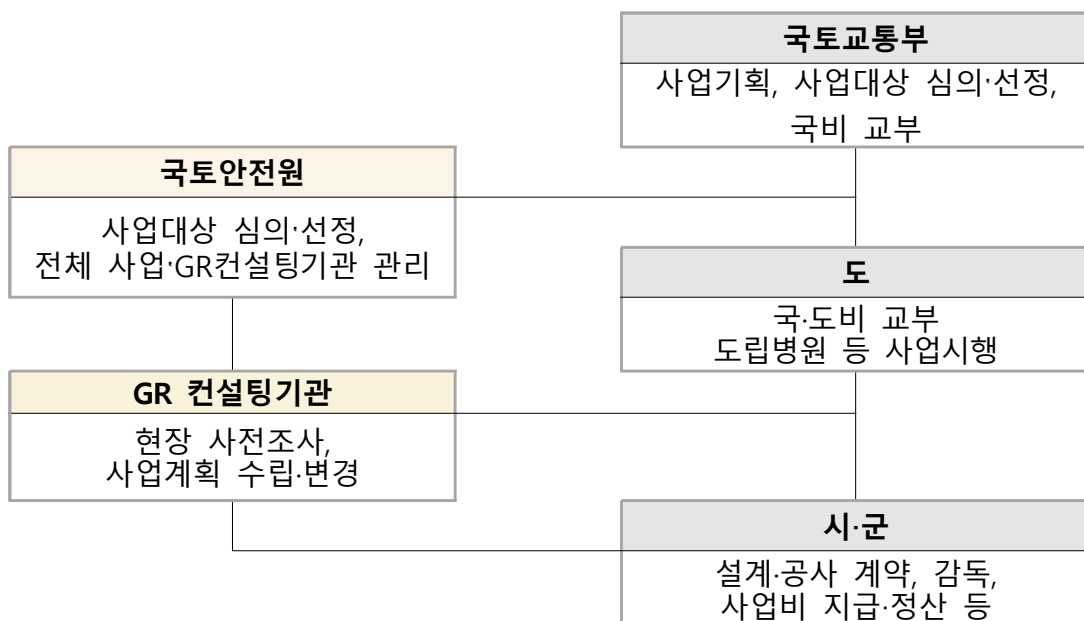 국토교통부
사업기획, 사업대상 심의·선정,
국비 교부
국토안전원
사업대상 심의·선정,
전체 사업·GR컨설팅기관 관리
도
국·도비 교부
도립병원 등 사업시행
GR 컨설팅기관
현장 사전조사,
사업계획 수립·변경
시·군
설계·공사 계약, 감독,
사업비 지급·정산 등